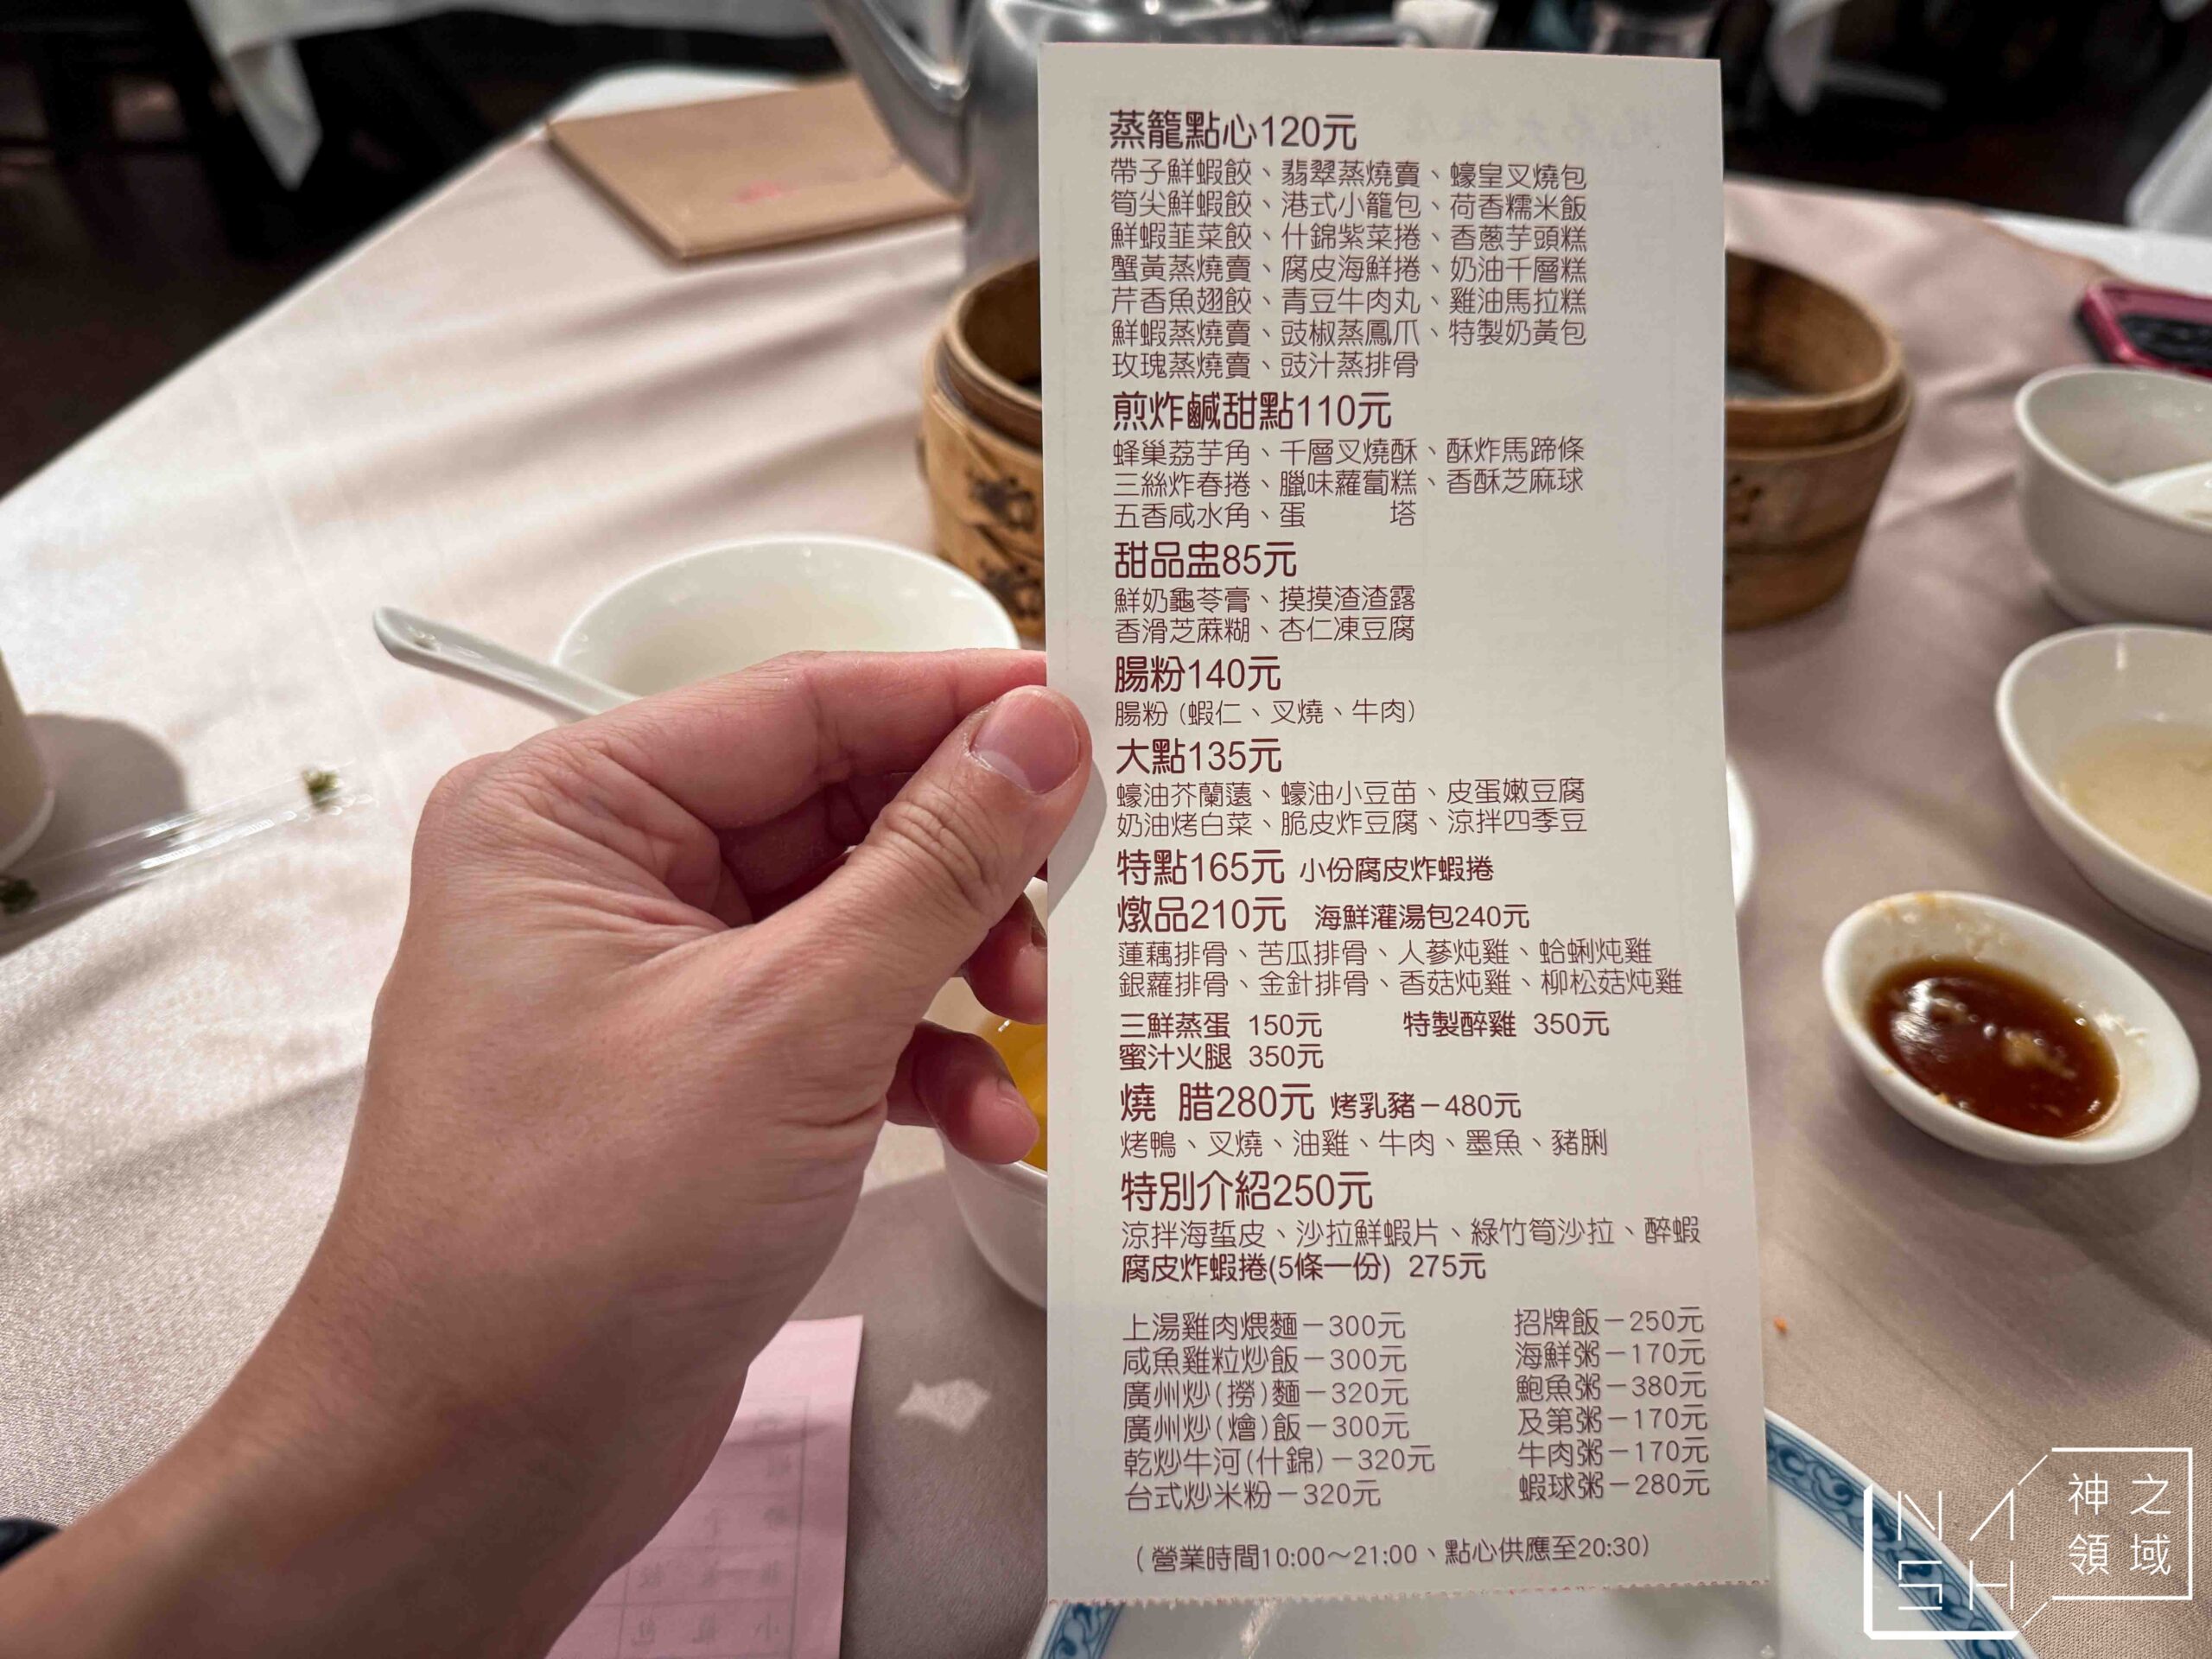 蒸籠點心120元
帶子鮮蝦餃、翡翠蒸燒賣、蠔皇叉燒包
筍尖鮮蝦餃、港式小籠包、荷香糯米飯
鮮蝦韮菜餃、什錦紫菜捲、香蔥芋頭糕
蟹黃蒸燒賣、腐皮海鮮捲、奶油千層糕
芹香魚翅餃、青豆牛肉丸、雞油馬拉糕
鮮蝦蒸燒賣、豉椒蒸鳳爪、特製奶黃包
玫瑰蒸燒賣、豉汁蒸排骨
煎炸鹹甜點110元
蜂巢荔芋角、千層叉燒酥、酥炸馬蹄條
三絲炸春捲、臘味蘿蔔糕、香酥芝麻球
五香咸水角、蛋 塔
甜品盅85元
鮮奶龜苓膏、摸摸渣渣露
香滑芝蔴糊、杏仁凍豆腐
腸粉140元
腸粉 (蝦仁、叉燒、牛肉)
大點135元
蠔油芥蘭薳、蠔油小豆苗、皮蛋嫩豆腐
奶油烤白菜、脆皮炸豆腐、涼拌四季豆
特點165元 小份腐皮炸蝦捲
燉品210元 海鮮灌湯包240元
蓮藕排骨、苦瓜排骨、人蔘炖雞、蛤蜊炖雞
銀蘿排骨、金針排骨、香菇炖雞、柳松菇炖雞
三鮮蒸蛋 150元 特製醉雞 350元
蜜汁火腿 350元
燒 腊280元 烤乳豬－480元
烤鴨、叉燒、油雞、牛肉、墨魚、豬脷
特別介紹250元
涼拌海蜇皮、沙拉鮮蝦片、綠竹筍沙拉、醉蝦
腐皮炸蝦捲(5條一份) 275元
上湯雞肉煨麵－300元 招牌飯－250元
咸魚雞粒炒飯－300元 海鮮粥－170元
廣州炒(撈)麵－320元 鮑魚粥－380元
廣州炒(燴)飯－300元 及第粥－170元
乾炒牛河(什錦)－320元 牛肉粥－170元
台式炒米粉－320元 蝦球粥－280元
(營業時間10:00～21:00、點心供應至20:30)
NASH
神之
領域